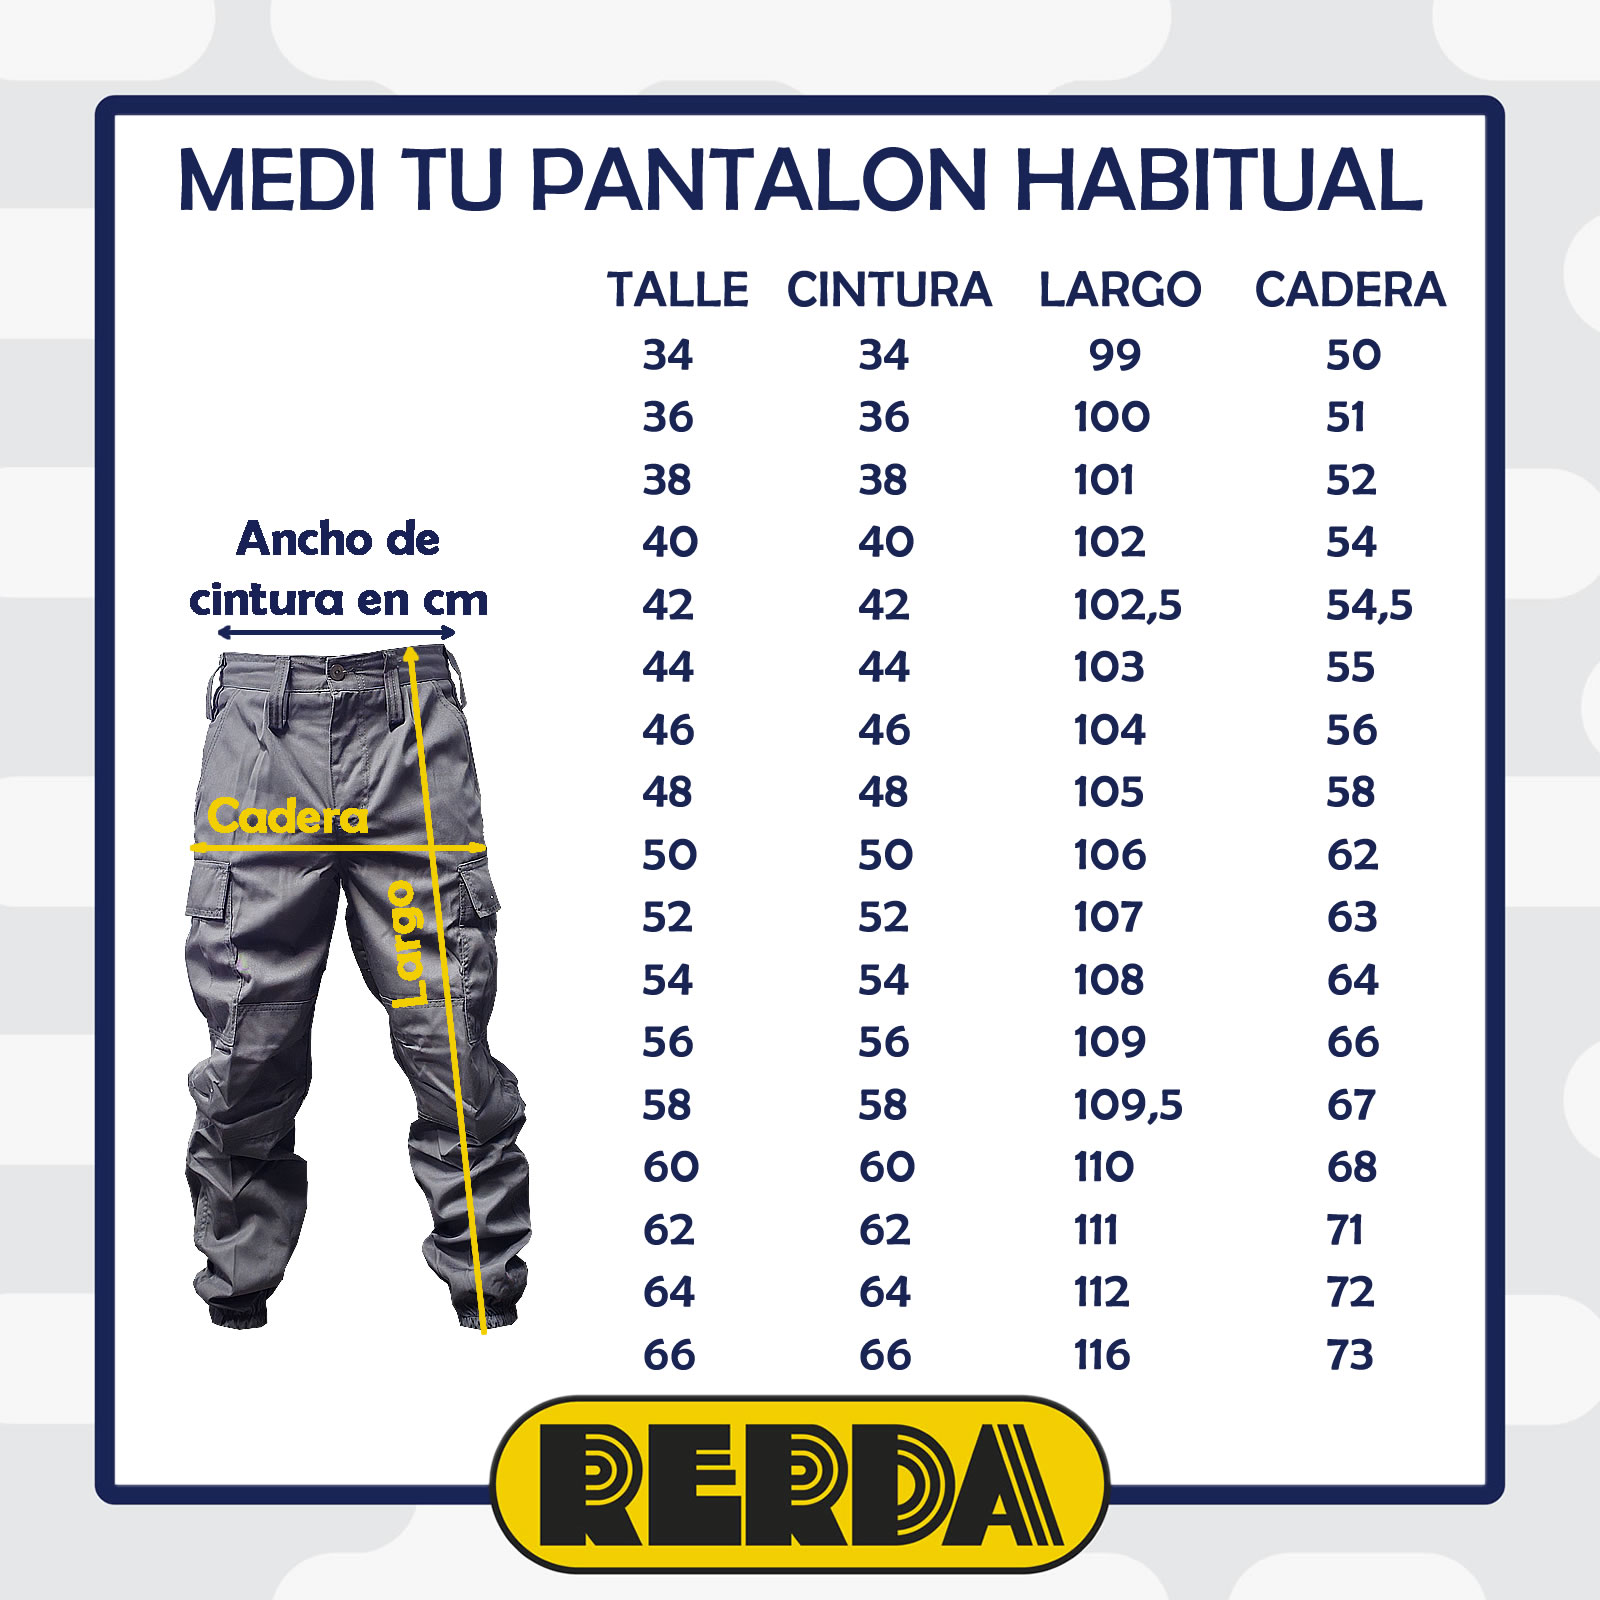 MEDI TU PANTALON HABITUAL
TALLE CINTURA LARGO CADERA
34 34 99 50
36 36 100 51
38 38 101 52
40 40 102 54
42 42 102,5 54,5
44 44 103 55
46 46 104 56
48 48 105 58
50 50 106 62
52 52 107 63
54 54 108 64
56 56 109 66
58 58 109,5 67
60 60 110 68
62 62 111 71
64 64 112 72
66 66 116 73
Ancho de
cintura en cm
Cadera
Largo
RERDA